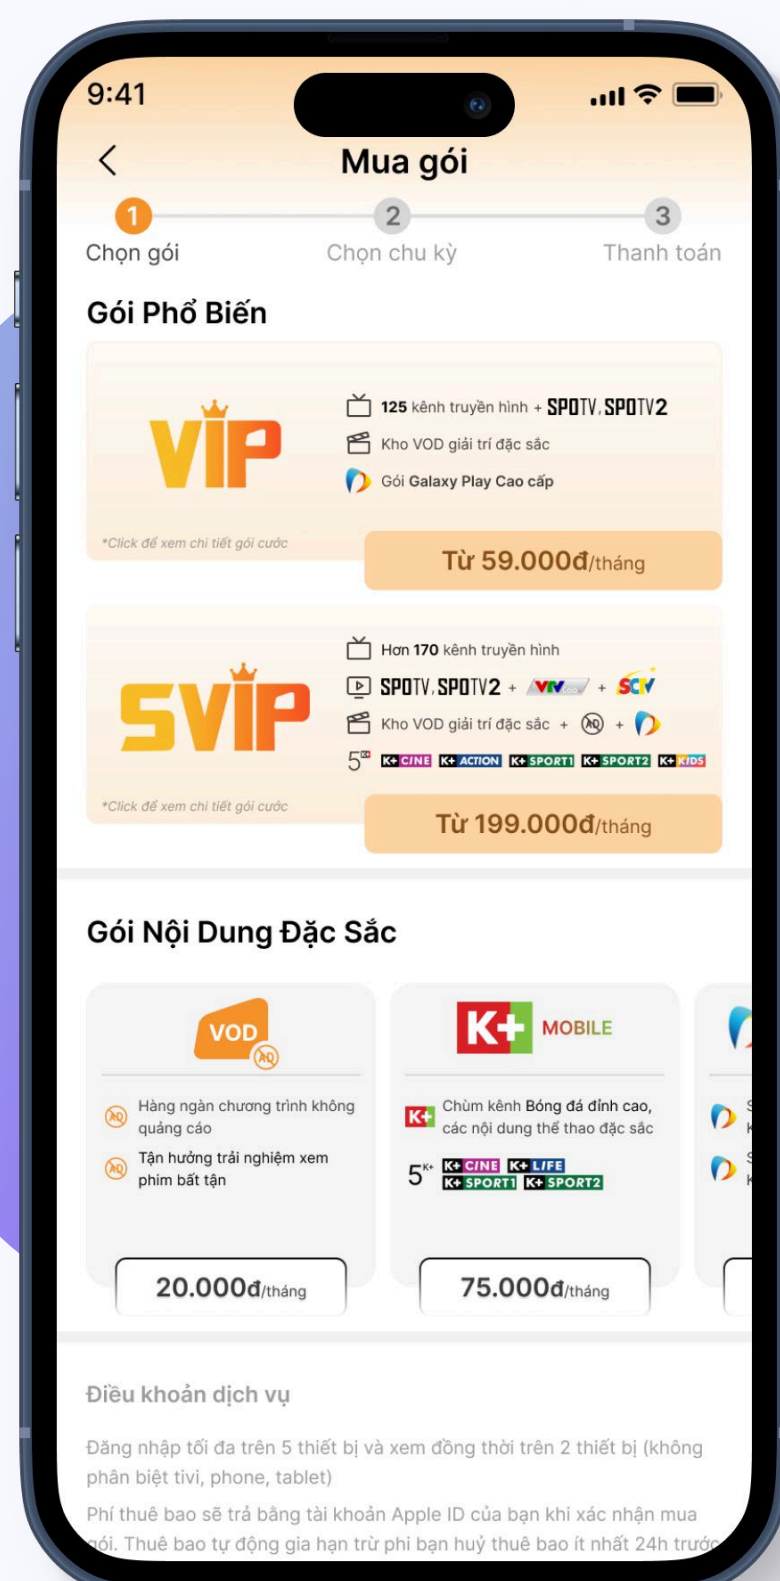 9:41
Mua gói
1
2
3
Chọn gói
Chọn chu kỳ
Thanh toán
Gói Phổ Biến
VIP
125 kênh truyền hình + SPOTV, SPOTV2
Kho VOD giải trí đặc sắc
Gói Galaxy Play Cao cấp
*Click để xem chi tiết gói cước
Từ 59.000đ/tháng
SVIP
Hơn 170 kênh truyền hình
SPOTV, SPOTV2 + VTVcab + SCTV
Kho VOD giải trí đặc sắc + AD +
5 K+ K+ CINE K+ ACTION K+ SPORT1 K+ SPORT2 K+ KIDS
*Click để xem chi tiết gói cước
Từ 199.000đ/tháng
Gói Nội Dung Đặc Sắc
VOD
AD
AD Hàng ngàn chương trình không
quảng cáo
AD Tận hưởng trải nghiệm xem
phim bất tận
20.000đ/tháng
K+ MOBILE
K+ Chùm kênh Bóng đá đỉnh cao,
các nội dung thể thao đặc sắc
5 K+ K+ CINE K+ LIFE
K+ SPORT1 K+ SPORT2
75.000đ/tháng
Điều khoản dịch vụ
Đăng nhập tối đa trên 5 thiết bị và xem đồng thời trên 2 thiết bị (không
phân biệt tivi, phone, tablet)
Phí thuê bao sẽ trả bằng tài khoản Apple ID của bạn khi xác nhận mua
gói. Thuê bao tự động gia hạn trừ phi bạn huỷ thuê bao ít nhất 24h trước